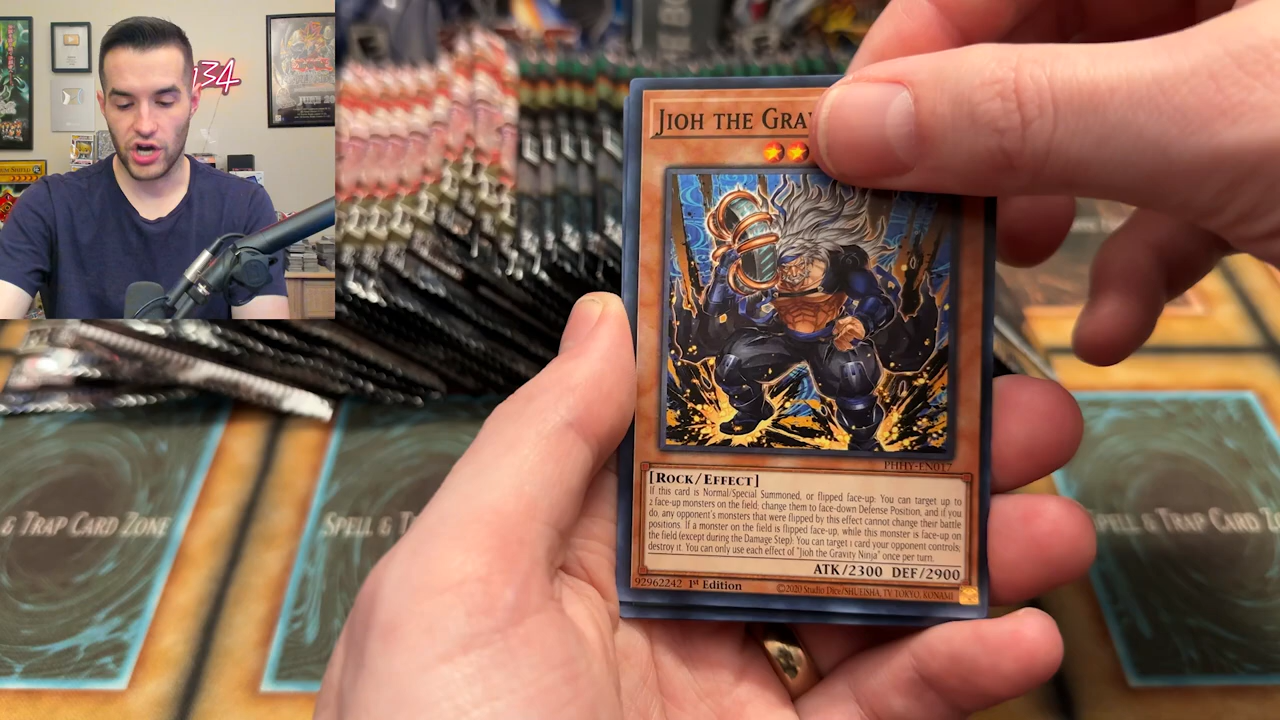 34
JUNE 20
JIOH THE GRA
PHHY-EN017
[ROCK/EFFECT]
If this card is Normal/Special Summoned, or flipped face-up: You can target up to
2 face-up monsters on the field; change them to face-down Defense Position, and if you
do, any opponent's monsters that were flipped by this effect cannot change their battle
positions. If a monster on the field is flipped face-up, while this monster is face-up on
the field (except during the Damage Step): You can target 1 card your opponent controls;
destroy it. You can only use each effect of "Jioh the Gravity Ninja" once per turn.
ATK/2300 DEF/2900
92962242 1st Edition
©2020 Studio Dice/SHUEISHA, TV TOKYO, KONAMI
& TRAP CARD ZONE
SPELL & T
SPELL & TRAP CARD Z